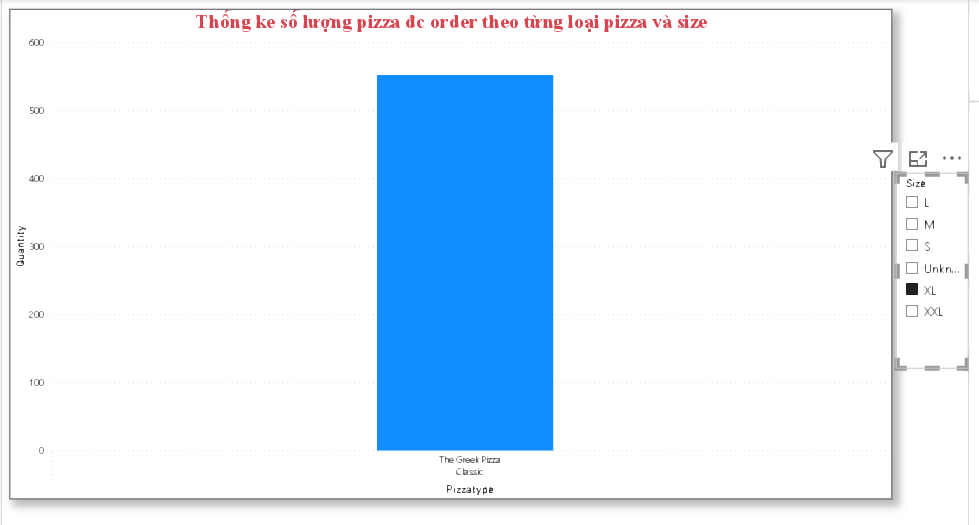 Thống ke số lượng pizza đc order theo từng loại pizza và size
600
500
400
300
200
100
0
Quantity
The Greek Pizza
Classic
Pizzatype
Size
L
M
S
Unkn...
XL
XXL